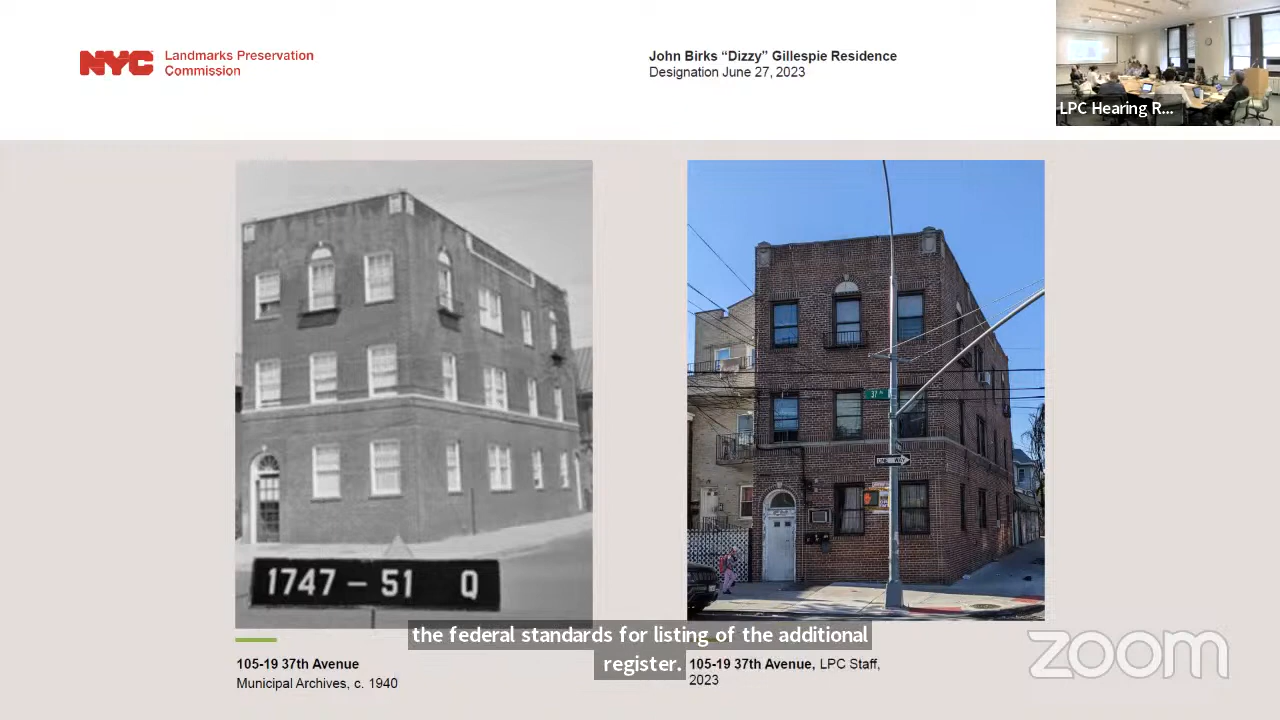 NYC
Landmarks Preservation
Commission
John Birks “Dizzy” Gillespie Residence
Designation June 27, 2023
LPC Hearing R...
37
1747 – 51 Q
the federal standards for listing of the additional
register.
105-19 37th Avenue
Municipal Archives, c. 1940
105-19 37th Avenue, LPC Staff,
2023
zoom